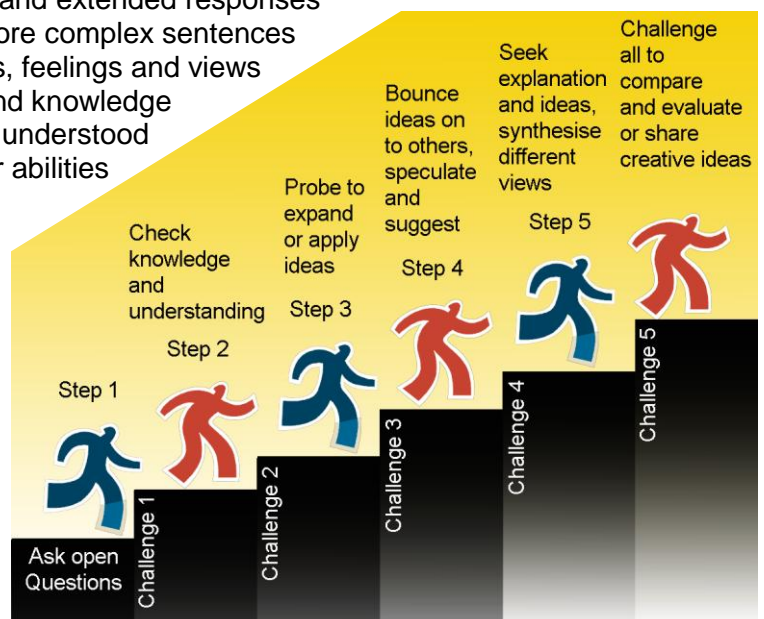 and extended responses
ore complex sentences
s, feelings and views
nd knowledge
understood
r abilities
Step 1
Ask open
Questions
Challenge 1
Check
knowledge
and
understanding
Step 2
Challenge 2
Probe to
expand
or apply
ideas
Step 3
Challenge 3
Bounce
ideas on
to others,
speculate
and
suggest
Step 4
Challenge 4
Seek
explanation
and ideas,
synthesise
different
views
Step 5
Challenge 5
Challenge
all to
compare
and evaluate
or share
creative ideas